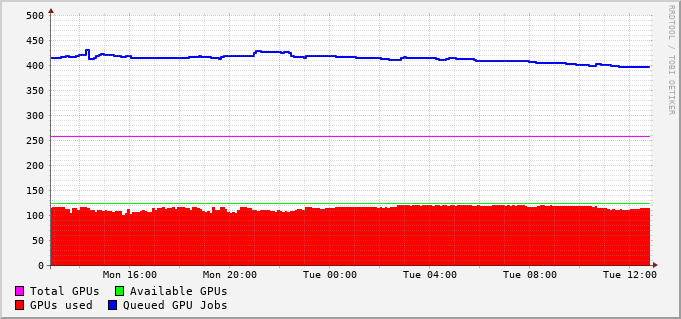 500
450
400
350
300
250
200
150
100
50
0
Mon 16:00 Mon 20:00 Tue 00:00 Tue 04:00 Tue 08:00 Tue 12:00
Total GPUs Available GPUs
GPUs used Queued GPU Jobs
RRDTOOL / TOBI OETIKER